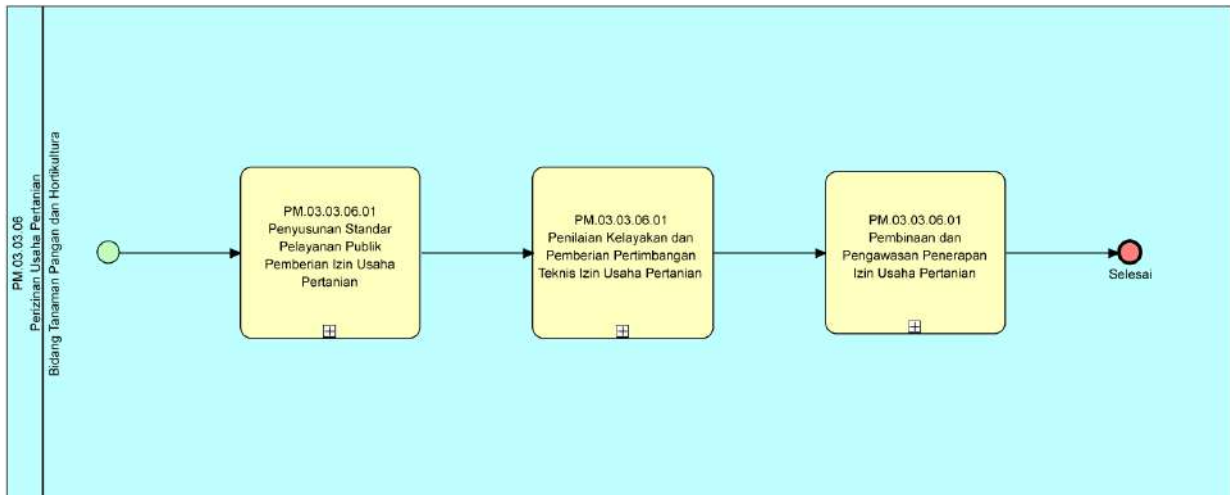 PM.03.03.06
Perizinan Usaha Pertanian
Bidang Tanaman Pangan dan Hortikultura
PM.03.03.06.01
Penyusunan Standar
Pelayanan Publik
Pemberian Izin Usaha
Pertanian
PM.03.03.06.01
Penilaian Kelayakan dan
Pemberian Pertimbangan
Teknis Izin Usaha Pertanian
PM.03.03.06.01
Pembinaan dan
Pengawasan Penerapan
Izin Usaha Pertanian
Selesai